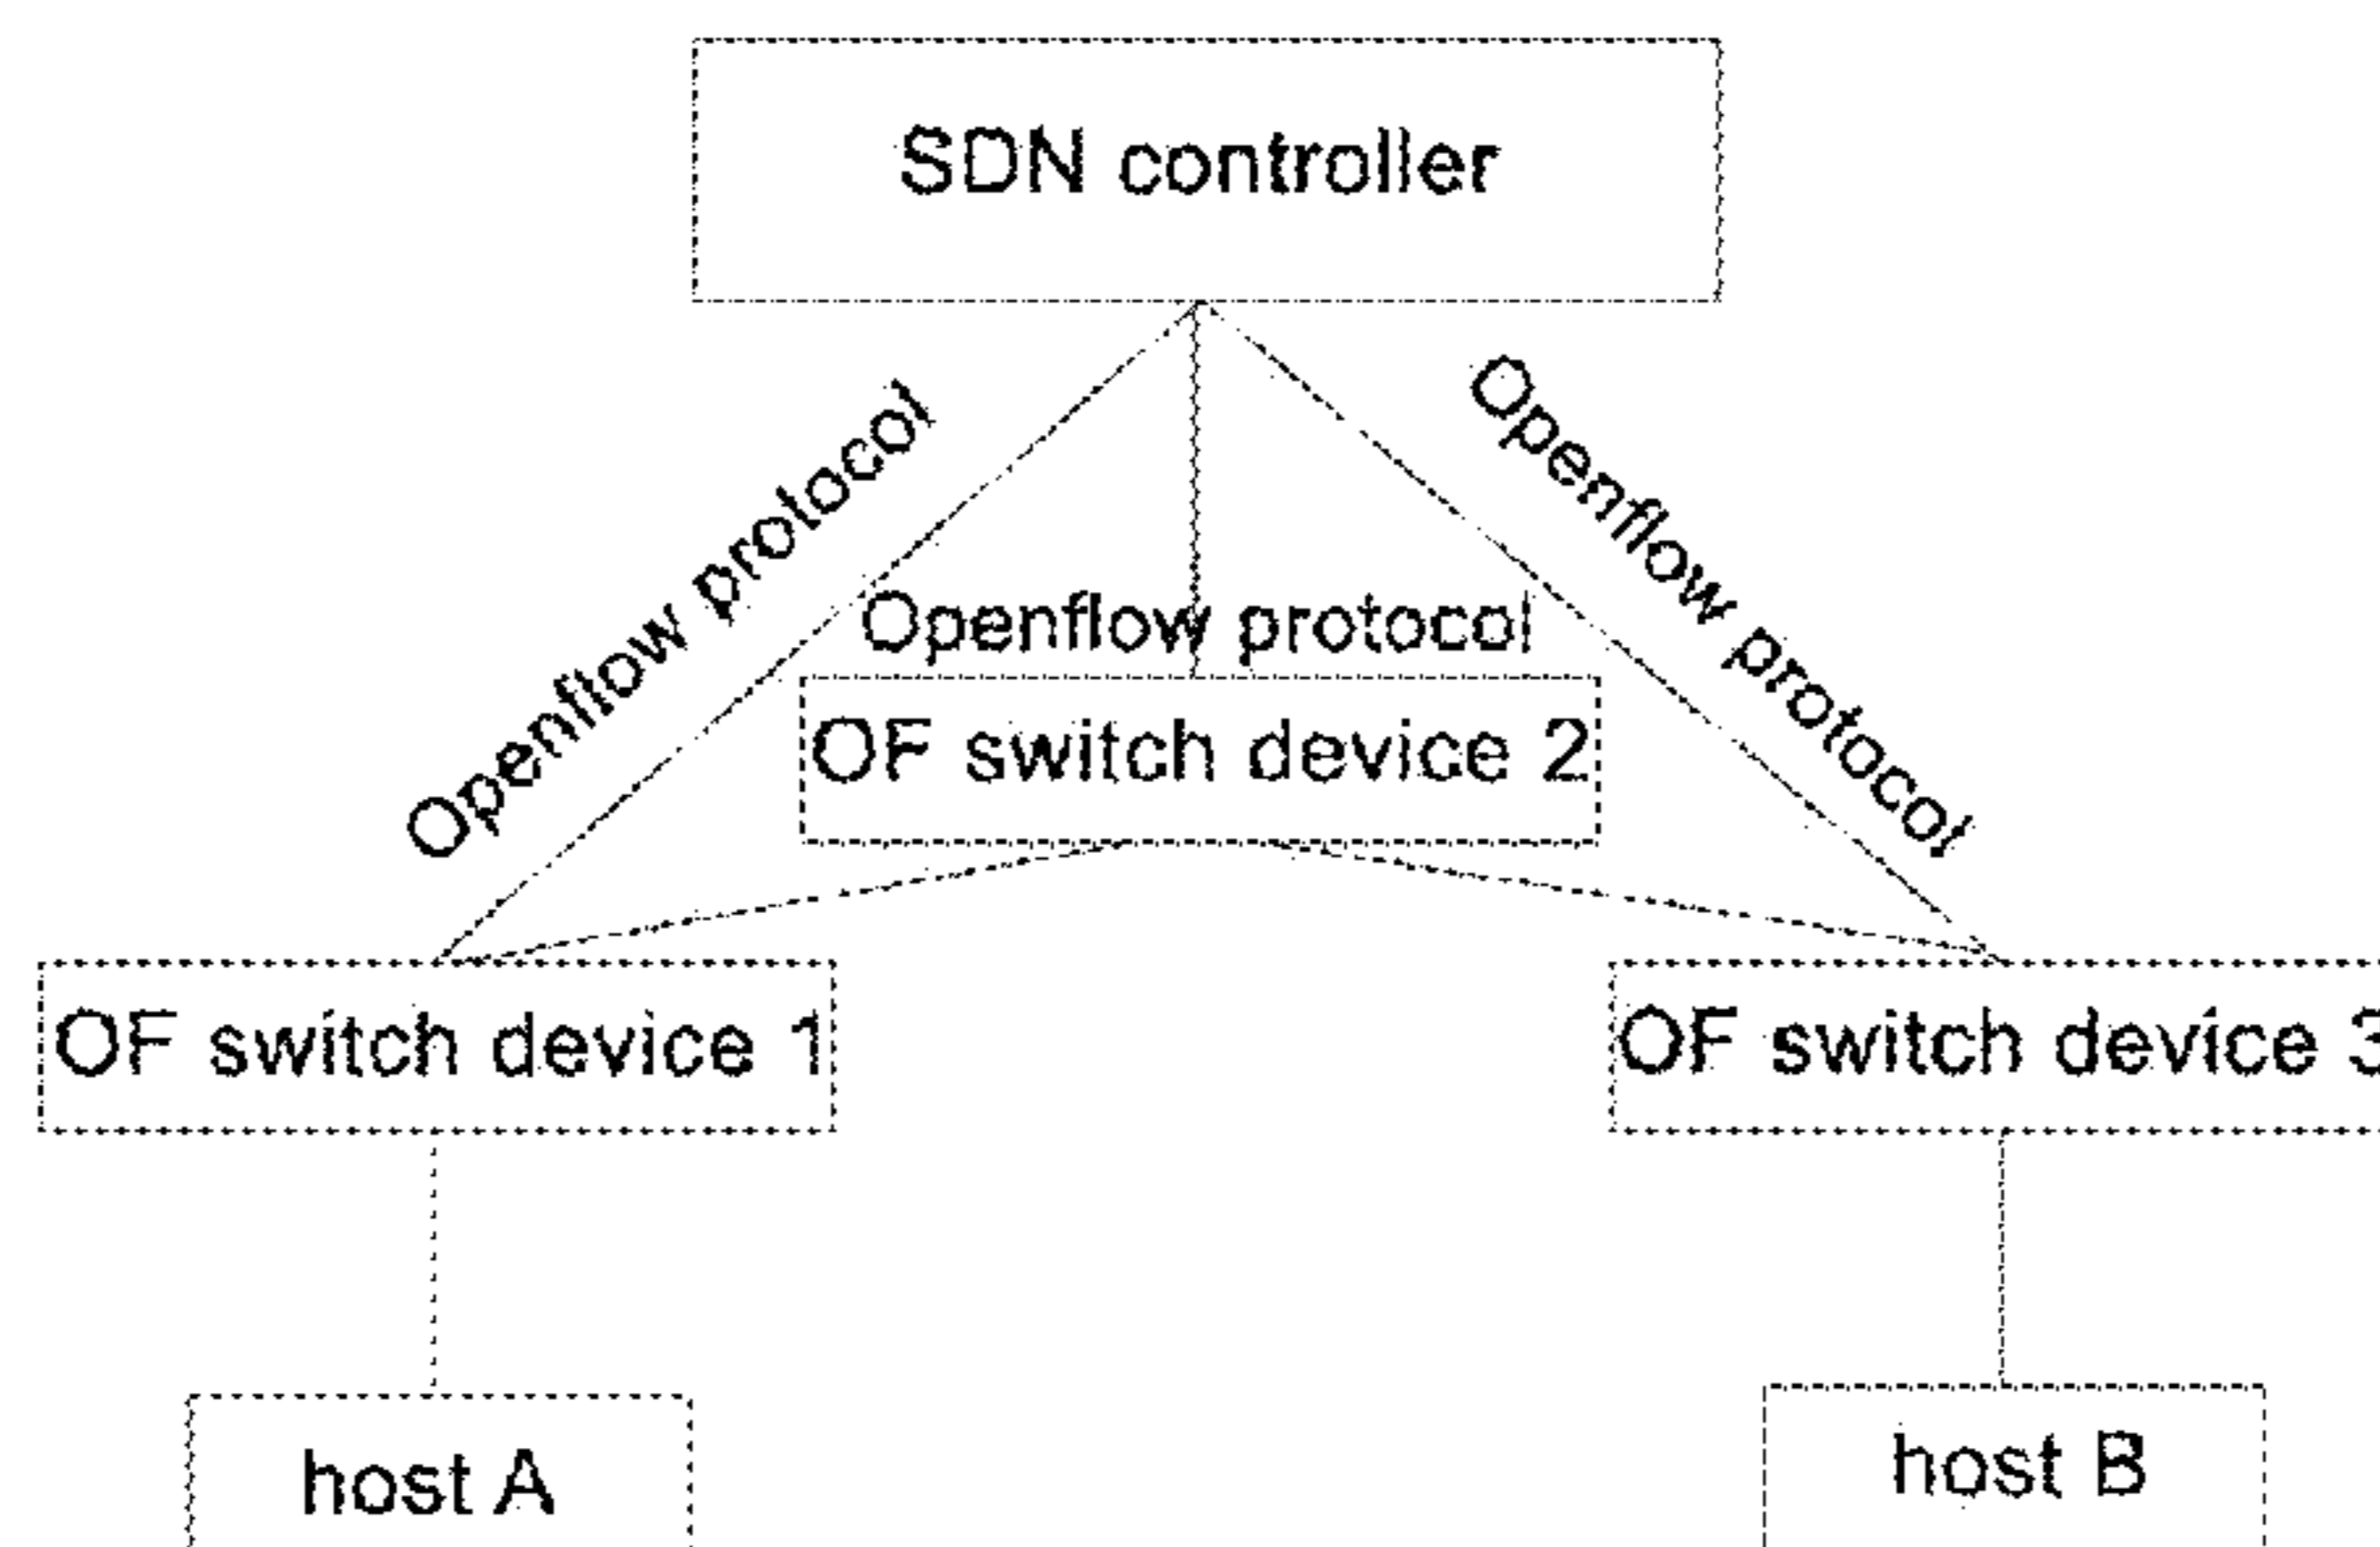 SDN controller
Openflow protocol
Openflow protocol
Openflow protocol
OF switch device 2
OF switch device 1
OF switch device 3
host A
host B